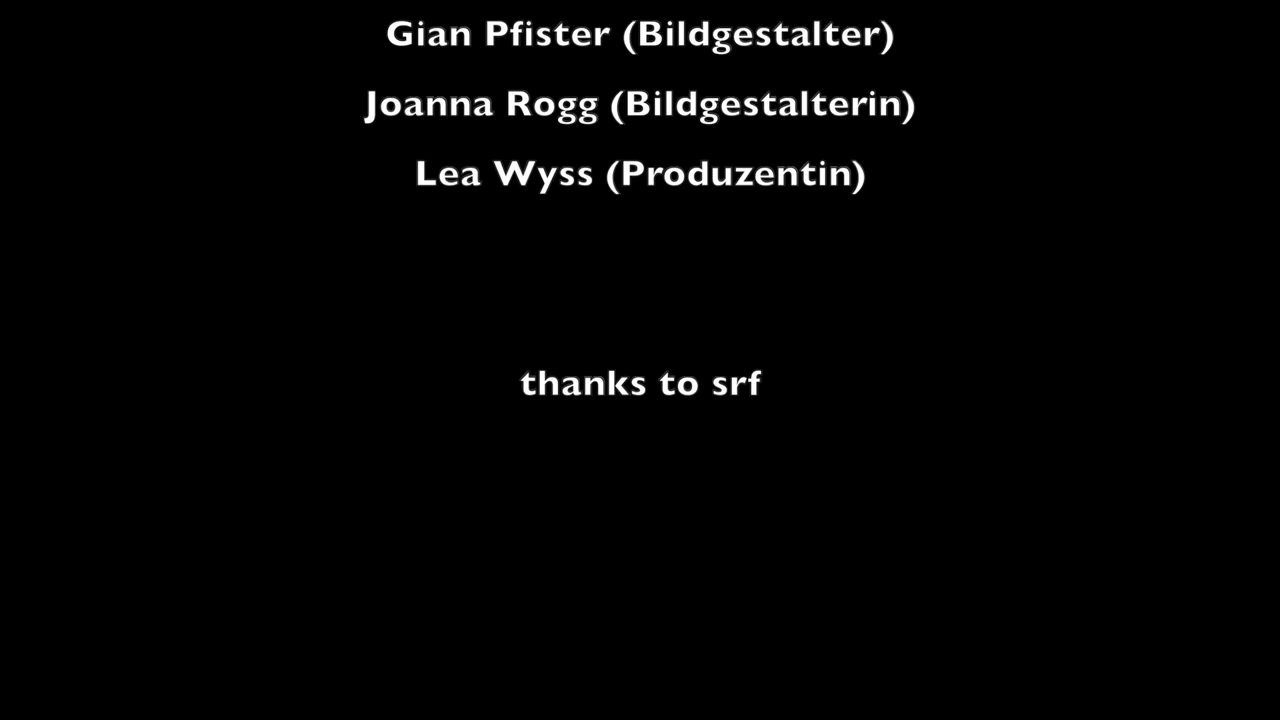 Gian Pfister (Bildgestalter)
Joanna Rogg (Bildgestalterin)
Lea Wyss (Produzentin)
thanks to srf